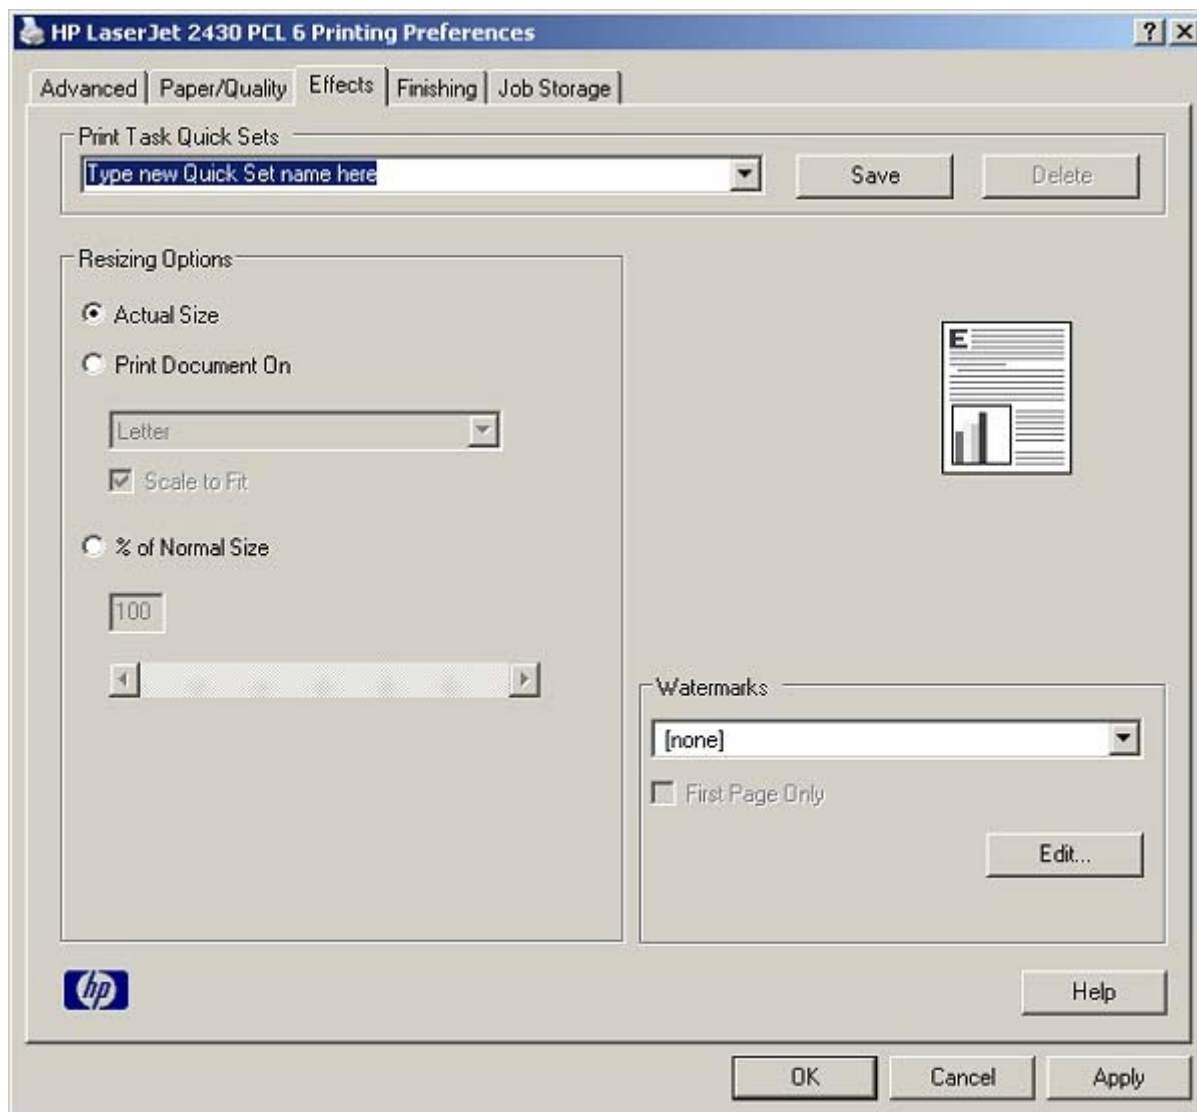 HP LaserJet 2430 PCL 6 Printing Preferences
Advanced Paper/Quality Effects Finishing Job Storage
Print Task Quick Sets
Type new Quick Set name here Save Delete
Resizing Options
Actual Size
Print Document On
Letter
Scale to Fit
% of Normal Size
100
E
Watermarks
[none]
First Page Only
Edit...
hp
Help
OK Cancel Apply